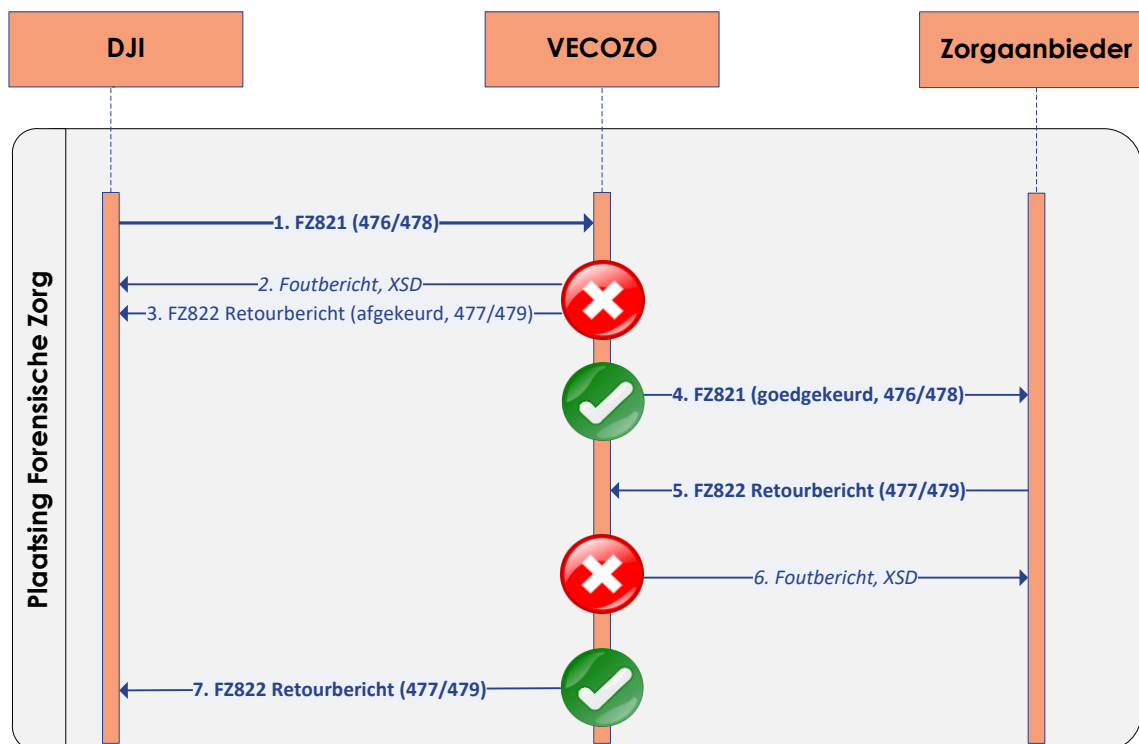 DJI
VECOZO
Zorgaanbieder
Plaatsing Forensische Zorg
1. FZ821 (476/478)
2. Foutbericht, XSD
3. FZ822 Retourbericht (afgekeurd, 477/479)
4. FZ821 (goedgekeurd, 476/478)
5. FZ822 Retourbericht (477/479)
6. Foutbericht, XSD
7. FZ822 Retourbericht (477/479)